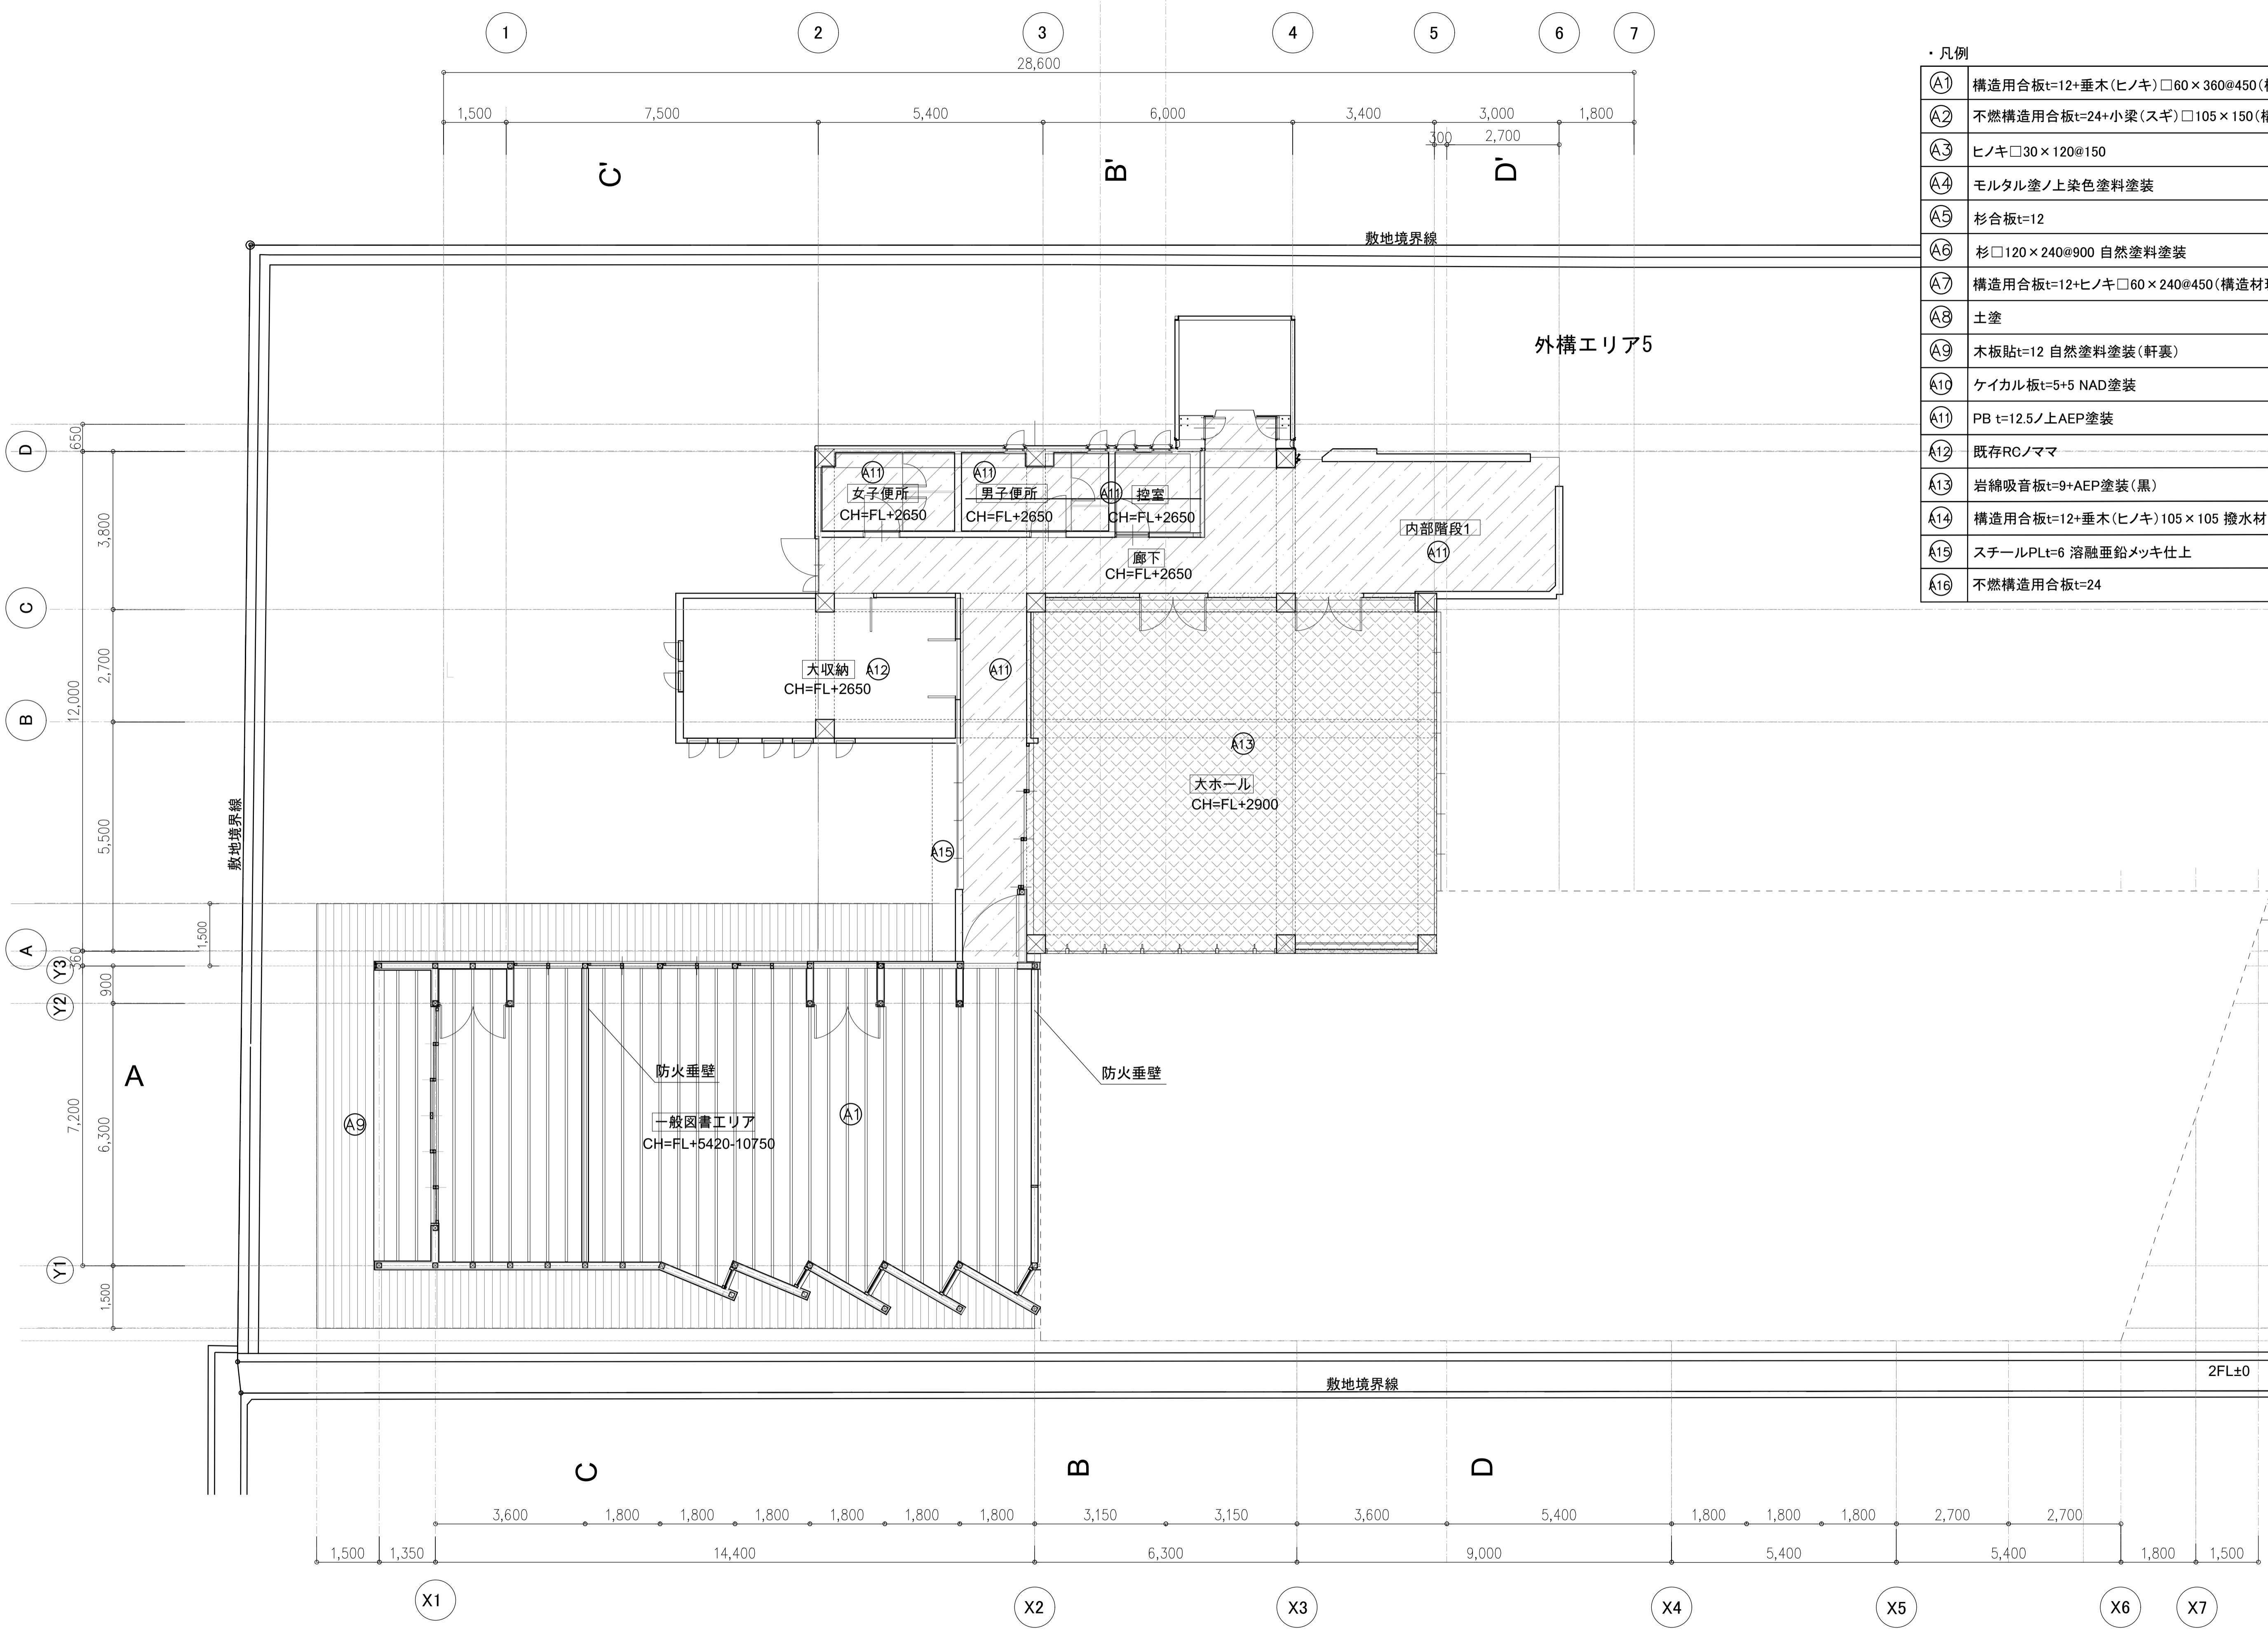 1
2
3
4
5
6
7
28,600
1,500
7,500
5,400
6,000
3,400
3,000
1,800
300
2,700
C'
B'
D'
・凡例
A1 構造用合板t=12+垂木(ヒノキ)□60×360@450(
A2 不燃構造用合板t=24+小梁(スギ)□105×150(
A3 ヒノキ□30×120@150
A4 モルタル塗ノ上染色塗料塗装
A5 杉合板t=12
A6 杉□120×240@900 自然塗料塗装
A7 構造用合板t=12+ヒノキ□60×240@450(構造材
A8 土塗
A9 木板貼t=12 自然塗料塗装(軒裏)
A10 ケイカル板t=5+5 NAD塗装
A11 PB t=12.5ノ上AEP塗装
A12 既存RCノママ
A13 岩綿吸音板t=9+AEP塗装(黒)
A14 構造用合板t=12+垂木(ヒノキ)105×105 撥水材
A15 スチールPLt=6 溶融亜鉛メッキ仕上
A16 不燃構造用合板t=24
敷地境界線
外構エリア5
D
C
B
A
Y3
Y2
Y1
650
3,800
2,700
12,000
5,500
1,500
360
900
7,200
6,300
1,500
A
敷地境界線
A11
女子便所
CH=FL+2650
A11
男子便所
CH=FL+2650
A11
控室
CH=FL+2650
内部階段1
A11
廊下
CH=FL+2650
大収納
A12
CH=FL+2650
A11
A13
大ホール
CH=FL+2900
A15
防火垂壁
防火垂壁
A9
一般図書エリア
A1
CH=FL+5420-10750
敷地境界線
2FL±0
C
B
D
3,600
1,800
1,800
1,800
1,800
1,800
1,800
3,150
3,150
3,600
5,400
1,800
1,800
1,800
2,700
2,700
1,500
1,350
14,400
6,300
9,000
5,400
5,400
1,800
1,500
X1
X2
X3
X4
X5
X6
X7